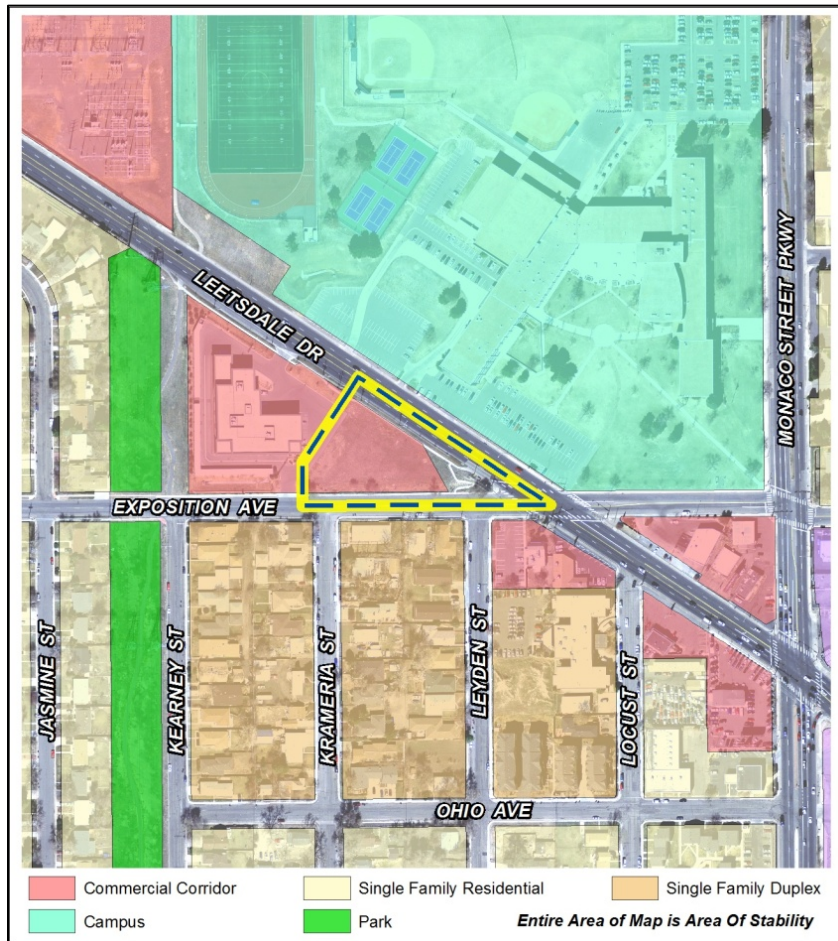 LEETSDALE DR
MONACO STREET PKWY
EXPOSITION AVE
JASMINE ST
KEARNEY ST
KRAMERIA ST
LEYDEN ST
LOCUST ST
OHIO AVE
Commercial Corridor
Single Family Residential
Single Family Duplex
Campus
Park
Entire Area of Map is Area Of Stability